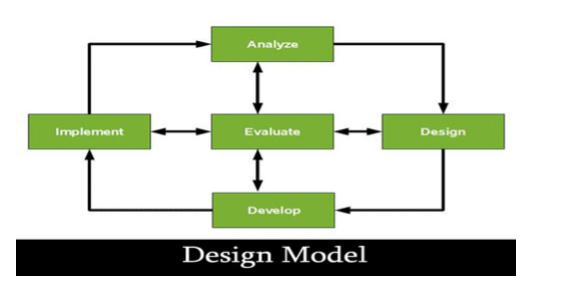 Analyze
Implement
Evaluate
Design
Develop
Design Model